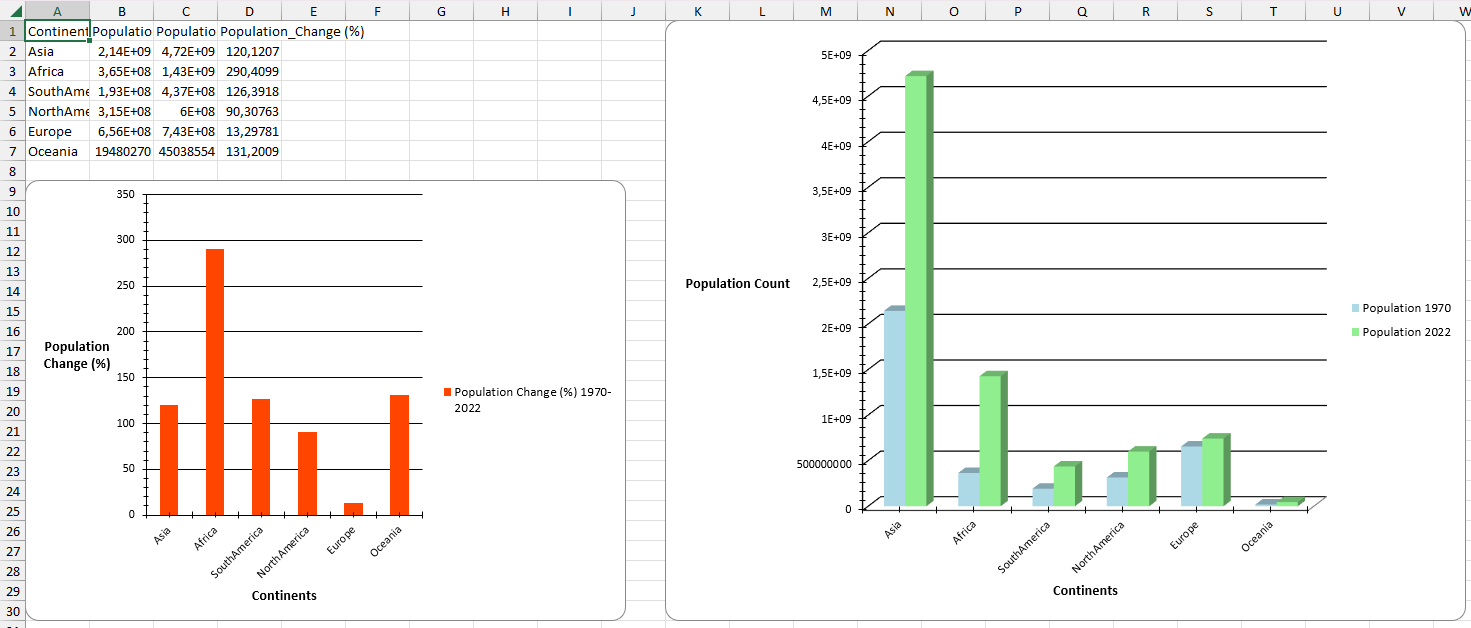 A B C D E F G H I J K L M N O P Q R S T U V W
1 Continent Populatio Populatio Population_Change (%)
2 Asia 2,14E+09 4,72E+09 120,1207
3 Africa 3,65E+08 1,43E+09 290,4099
4 SouthAme 1,93E+08 4,37E+08 126,3918
5 NorthAme 3,15E+08 6E+08 90,30763
6 Europe 6,56E+08 7,43E+08 13,29781
7 Oceania 19480270 45038554 131,2009
8
9
10
11
12
13
14
15
16
17
18
19
20
21
22
23
24
25
26
27
28
29
30
350
300
250
200
150
100
50
0
Population
Change (%)
Asia Africa SouthAmerica NorthAmerica Europe Oceania
Continents
Population Change (%) 1970-
2022
5E+09
4,5E+09
4E+09
3,5E+09
3E+09
2,5E+09
2E+09
1,5E+09
1E+09
500000000
0
Population Count
Asia Africa SouthAmerica NorthAmerica Europe Oceania
Continents
Population 1970
Population 2022